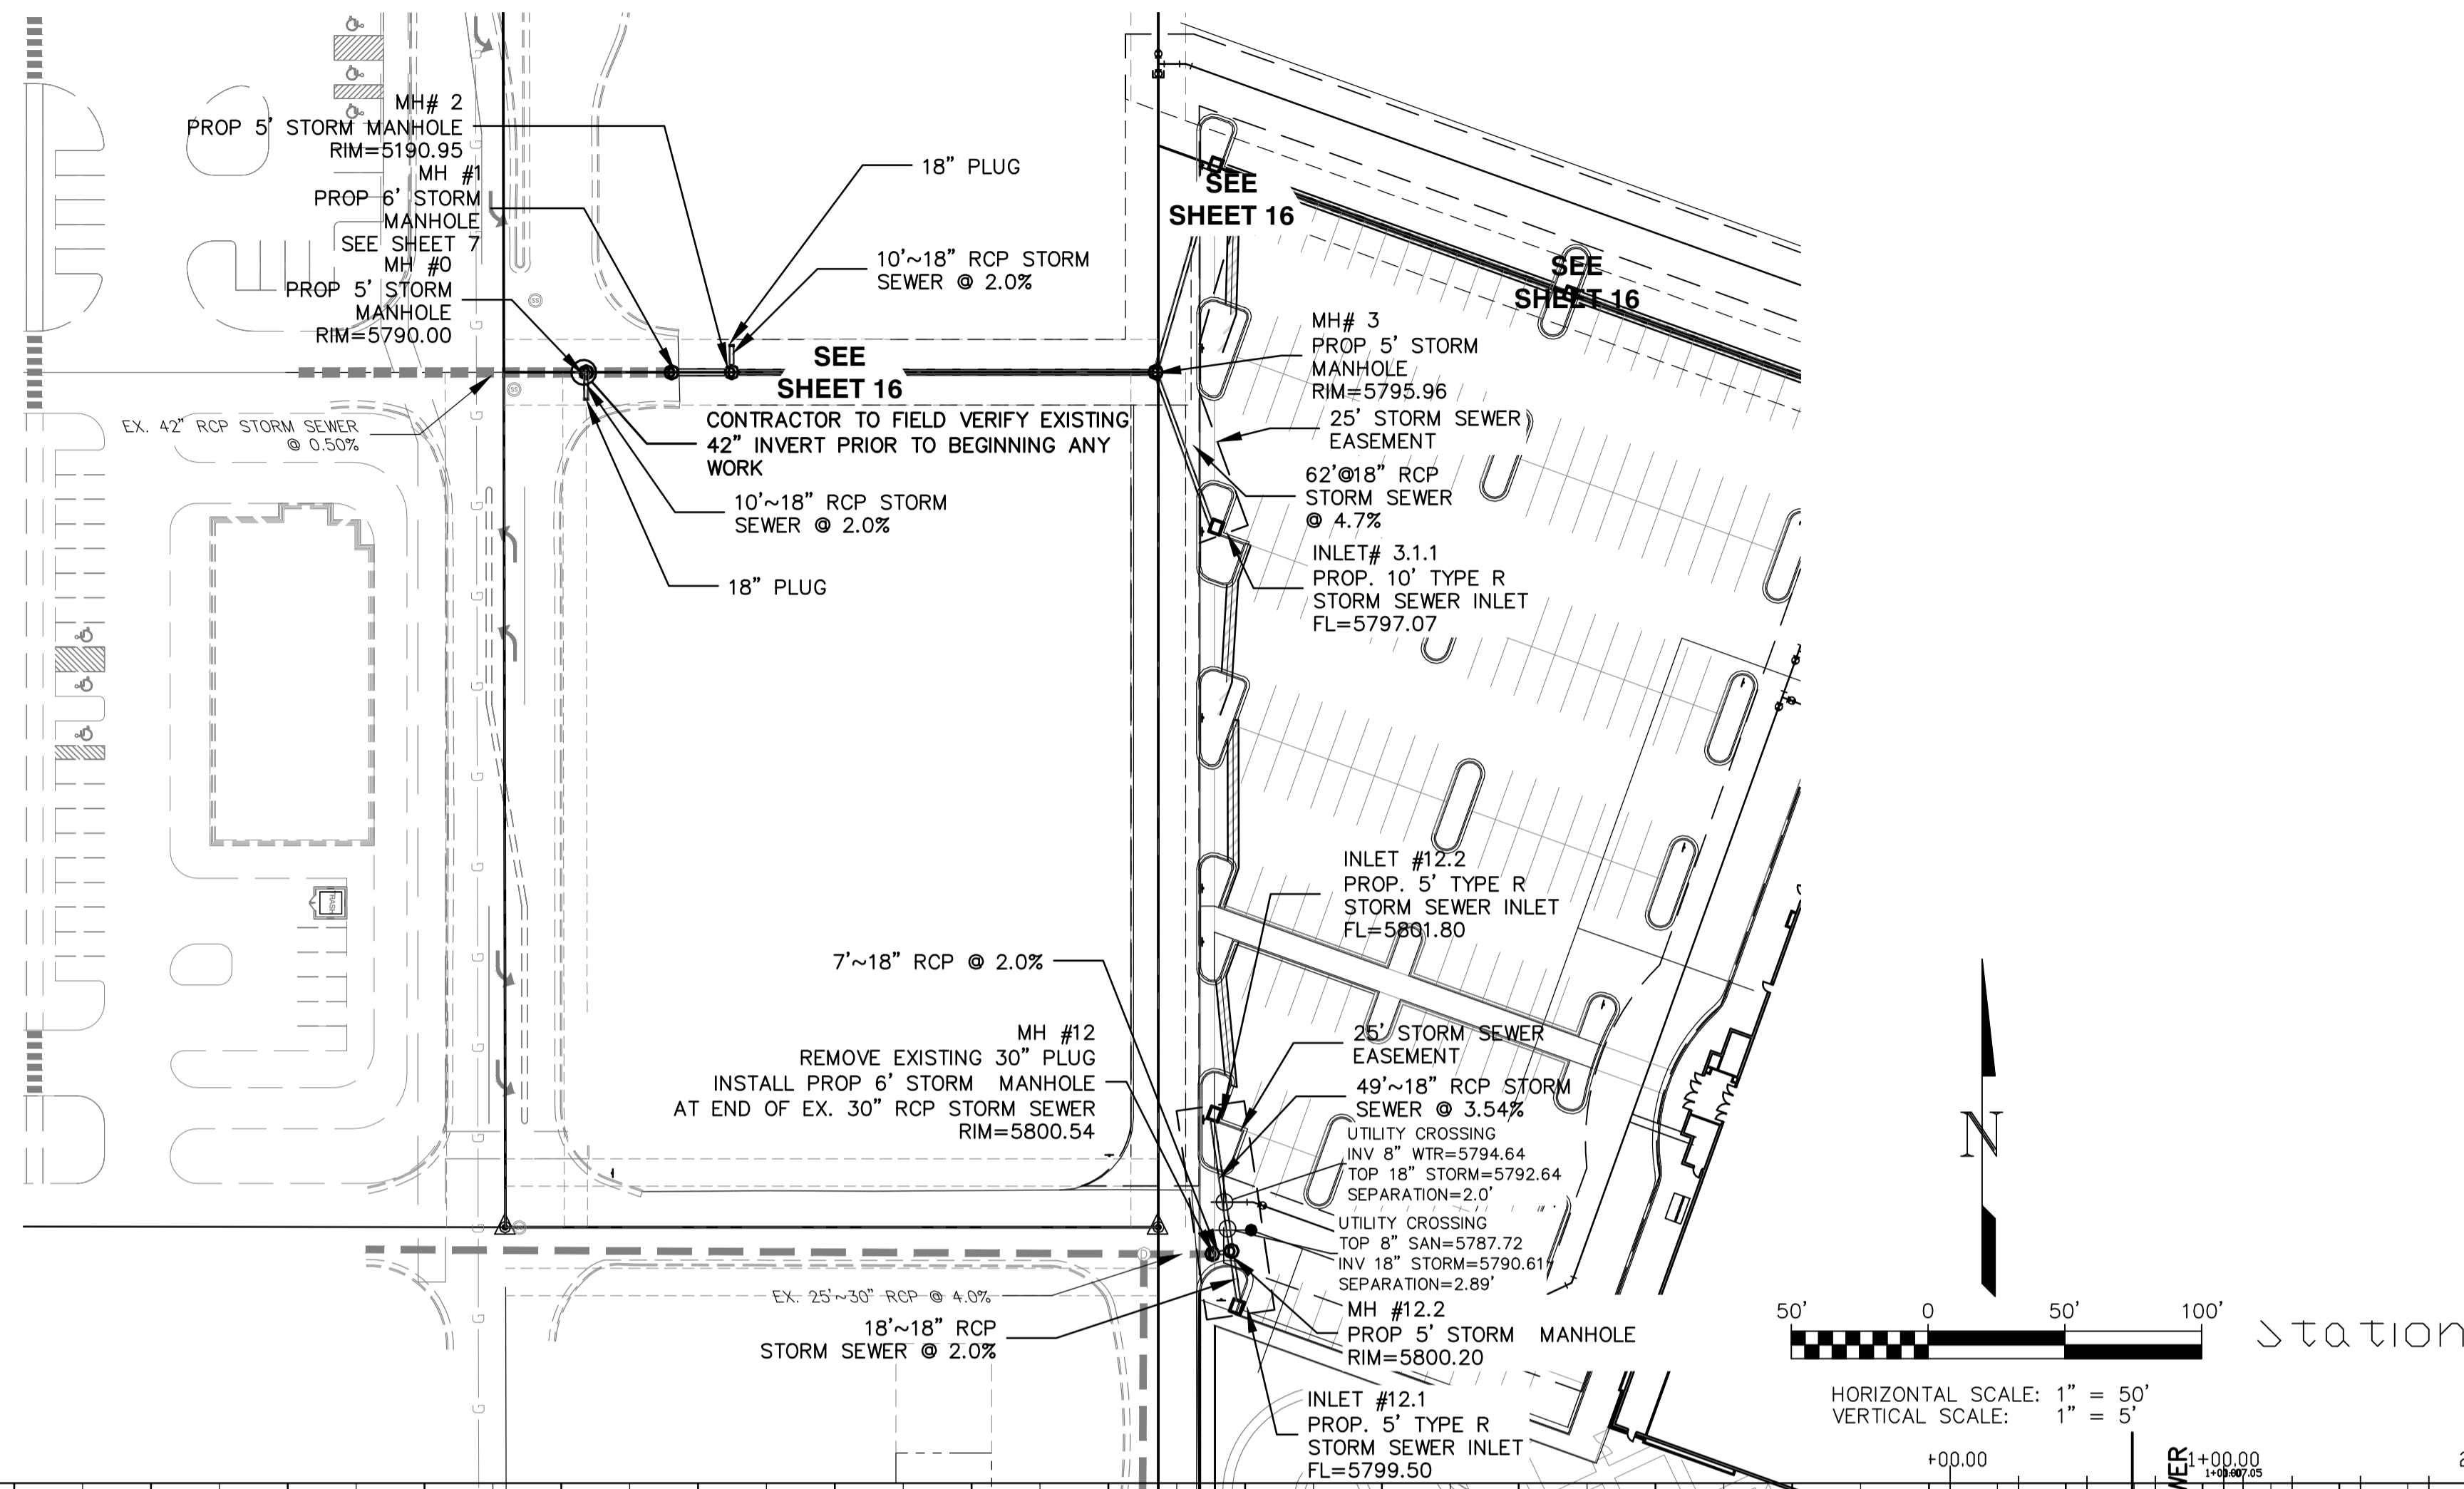 MH# 2
PROP 5' STORM MANHOLE
RIM=5190.95
MH #1
PROP 6' STORM
MANHOLE
SEE SHEET 7
MH #0
PROP 5' STORM
MANHOLE
RIM=5790.00
18" PLUG
10'~18" RCP STORM
SEWER @ 2.0%
SEE
SHEET 16
SEE
SHEET 16
SEE
SHEET 16
MH# 3
PROP 5' STORM
MANHOLE
RIM=5795.96
25' STORM SEWER
EASEMENT
62'@18" RCP
STORM SEWER
@ 4.7%
INLET# 3.1.1
PROP. 10' TYPE R
STORM SEWER INLET
FL=5797.07
EX. 42" RCP STORM SEWER
@ 0.50%
CONTRACTOR TO FIELD VERIFY EXISTING
42" INVERT PRIOR TO BEGINNING ANY
WORK
10'~18" RCP STORM
SEWER @ 2.0%
18" PLUG
TRASH
INLET #12.2
PROP. 5' TYPE R
STORM SEWER INLET
FL=5801.80
7'~18" RCP @ 2.0%
MH #12
REMOVE EXISTING 30" PLUG
INSTALL PROP 6' STORM MANHOLE
AT END OF EX. 30" RCP STORM SEWER
RIM=5800.54
25' STORM SEWER
EASEMENT
49'~18" RCP STORM
SEWER @ 3.54%
UTILITY CROSSING
INV 8" WTR=5794.64
TOP 18" STORM=5792.64
SEPARATION=2.0'
UTILITY CROSSING
TOP 8" SAN=5787.72
INV 18" STORM=5790.61
SEPARATION=2.89'
EX. 25'~30" RCP @ 4.0%
18'~18" RCP
STORM SEWER @ 2.0%
MH #12.2
PROP 5' STORM MANHOLE
RIM=5800.20
INLET #12.1
PROP. 5' TYPE R
STORM SEWER INLET
FL=5799.50
N
50' 0 50' 100'
HORIZONTAL SCALE: 1" = 50'
VERTICAL SCALE: 1" = 5'
Station
+00.00
1+00.00